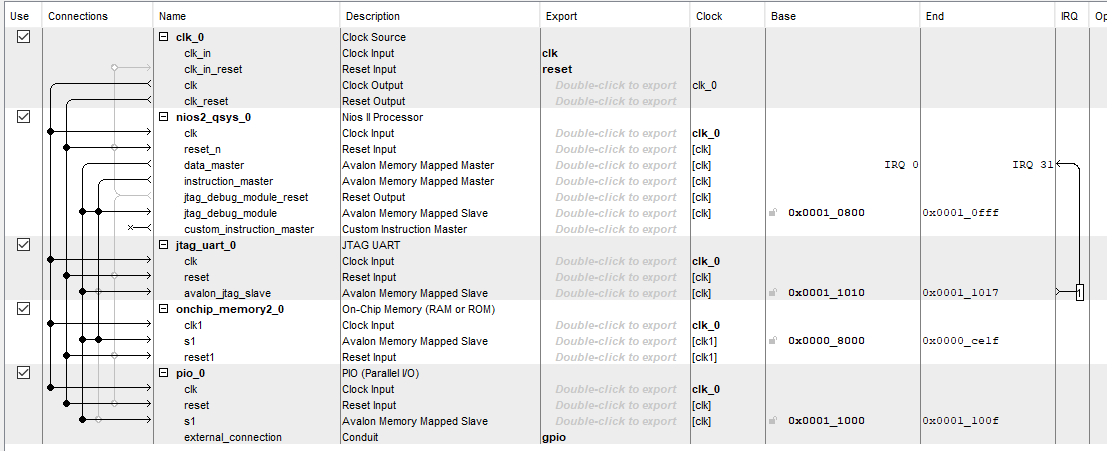 Use Connections Name Description Export Clock Base End IRQ Op
clk_0 Clock Source
clk_in Clock Input clk
clk_in_reset Reset Input reset
clk Clock Output Double-click to export clk_0
clk_reset Reset Output Double-click to export
nios2_qsys_0 Nios II Processor
clk Clock Input Double-click to export clk_0
reset_n Reset Input Double-click to export [clk]
data_master Avalon Memory Mapped Master Double-click to export [clk] IRQ 0 IRQ 31
instruction_master Avalon Memory Mapped Master Double-click to export [clk]
jtag_debug_module_reset Reset Output Double-click to export [clk]
jtag_debug_module Avalon Memory Mapped Slave Double-click to export [clk] 0x0001_0800 0x0001_0fff
custom_instruction_master Custom Instruction Master Double-click to export
jtag_uart_0 JTAG UART
clk Clock Input Double-click to export clk_0
reset Reset Input Double-click to export [clk]
avalon_jtag_slave Avalon Memory Mapped Slave Double-click to export [clk] 0x0001_1010 0x0001_1017 1
onchip_memory2_0 On-Chip Memory (RAM or ROM)
clk1 Clock Input Double-click to export clk_0
s1 Avalon Memory Mapped Slave Double-click to export [clk1] 0x0000_8000 0x0000_ce1f
reset1 Reset Input Double-click to export [clk1]
pio_0 PIO (Parallel I/O)
clk Clock Input Double-click to export clk_0
reset Reset Input Double-click to export [clk]
s1 Avalon Memory Mapped Slave Double-click to export [clk] 0x0001_1000 0x0001_100f
external_connection Conduit gpio